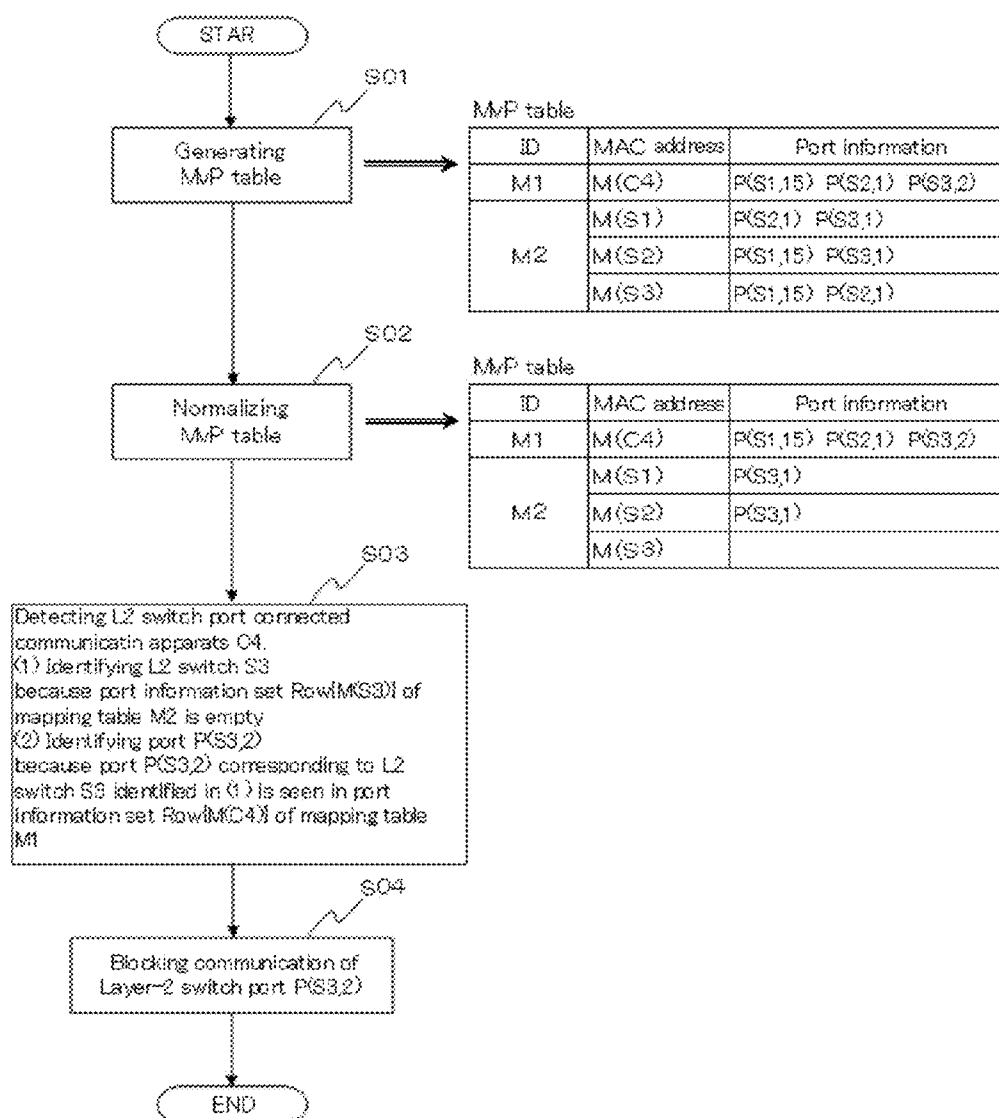 STAR
S01
Generating
MvP table
MvP table
ID MAC address Port information
M1 M(C4) P(S1,15) P(S2,1) P(S3,2)
M2
M(S1) P(S2,1) P(S3,1)
M(S2) P(S1,15) P(S3,1)
M(S3) P(S1,15) P(S2,1)
S02
Normalizing
MvP table
MvP table
ID MAC address Port information
M1 M(C4) P(S1,15) P(S2,1) P(S3,2)
M2
M(S1) P(S3,1)
M(S2) P(S3,1)
M(S3)
S03
Detecting L2 switch port connected
communicatin apparats C4.
(1) Identifying L2 switch S3
because port information set Row[M(S3)] of
mapping table M2 is empty
(2) Identifying port P(S3,2)
because port P(S3,2) corresponding to L2
switch S3 identified in (1) is seen in port
information set Row[M(C4)] of mapping table
M1
S04
Blocking communication of
Layer-2 switch port P(S3,2)
END